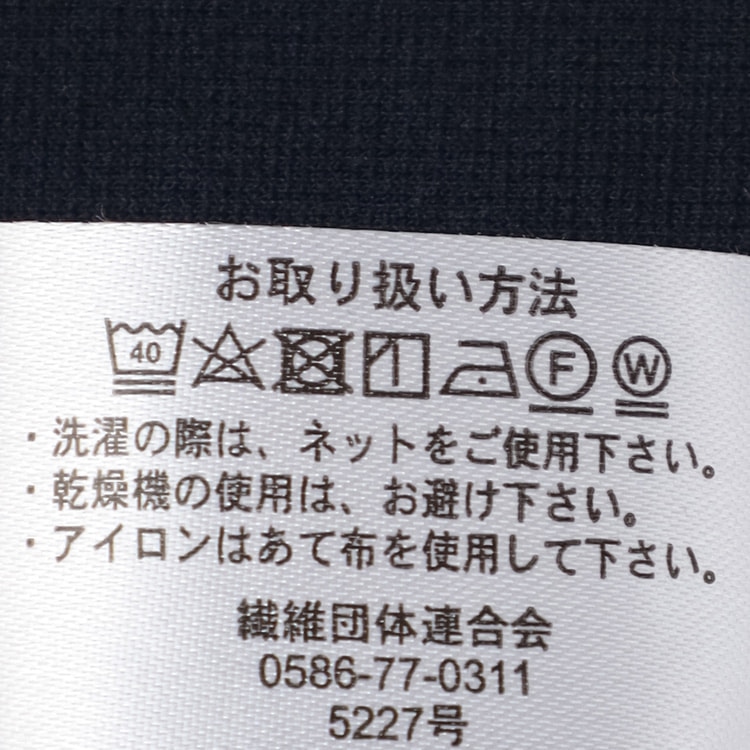 お取り扱い方法
40 F W
・洗濯の際は、ネットをご使用下さい。
・乾燥機の使用は、お避け下さい。
・アイロンはあて布を使用して下さい。
繊維団体連合会
0586-77-0311
5227号